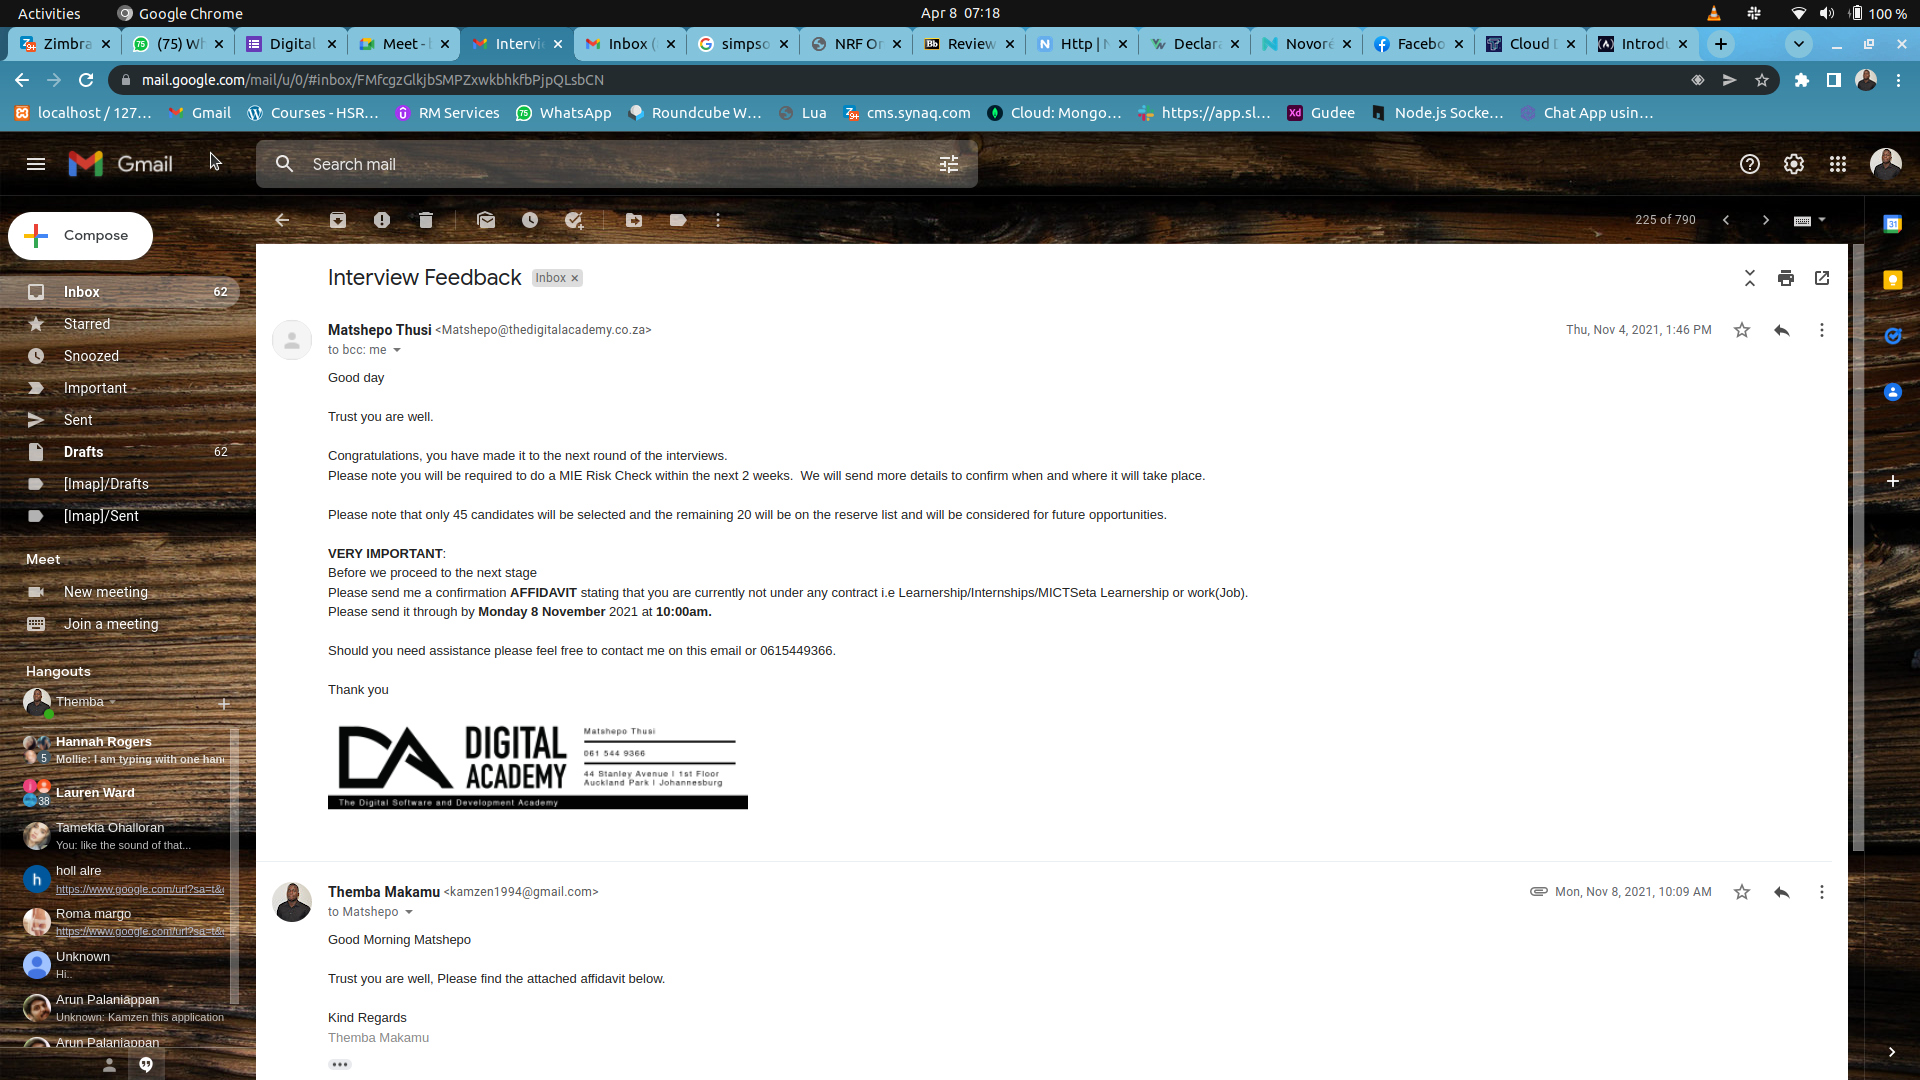 Activities
Google Chrome
Apr 8 07:18
100 %
Zimbra
(75) Wh
Digital
Meet -
Intervi
Inbox (
simpso
NRF Or
Review
Http | N
Declara
Novore
Facebo
Cloud
Introdu
mail.google.com/mail/u/0/#inbox/FMfcgzGlkjbSMPZxwkbhkfbPjpQLsbCN
localhost / 127...
Gmail
Courses - HSR...
RM Services
WhatsApp
Roundcube W...
Lua
cms.synaq.com
Cloud: Mongo...
https://app.sl...
Gudee
Node.js Socke...
Chat App usin...
Gmail
Search mail
Compose
225 of 790
Inbox
62
Starred
Snoozed
Important
Sent
Drafts
62
[Imap]/Drafts
[Imap]/Sent
Meet
New meeting
Join a meeting
Hangouts
Themba
Hannah Rogers
5
Mollie: I am typing with one han
Lauren Ward
38
Tamekia Ohalloran
You: like the sound of that...
h
holl alre
https://www.google.com/url?sa=t&
Roma margo
https://www.google.com/url?sa=t&
Unknown
Hi..
Arun Palaniappan
Unknown: Kamzen this application
Arun Palaniappan
Interview Feedback
Inbox
Matshepo Thusi <Matshepo@thedigitalacademy.co.za>
Thu, Nov 4, 2021, 1:46 PM
to bcc: me
Good day
Trust you are well.
Congratulations, you have made it to the next round of the interviews.
Please note you will be required to do a MIE Risk Check within the next 2 weeks. We will send more details to confirm when and where it will take place.
Please note that only 45 candidates will be selected and the remaining 20 will be on the reserve list and will be considered for future opportunities.
VERY IMPORTANT:
Before we proceed to the next stage
Please send me a confirmation AFFIDAVIT stating that you are currently not under any contract i.e Learnership/Internships/MICTSeta Learnership or work(Job).
Please send it through by Monday 8 November 2021 at 10:00am.
Should you need assistance please feel free to contact me on this email or 0615449366.
Thank you
DA
DIGITAL
ACADEMY
Matshepo Thusi
061 544 9366
44 Stanley Avenue | 1st Floor
Auckland Park | Johannesburg
The Digital Software and Development Academy
Themba Makamu <kamzen1994@gmail.com>
Mon, Nov 8, 2021, 10:09 AM
to Matshepo
Good Morning Matshepo
Trust you are well, Please find the attached affidavit below.
Kind Regards
Themba Makamu